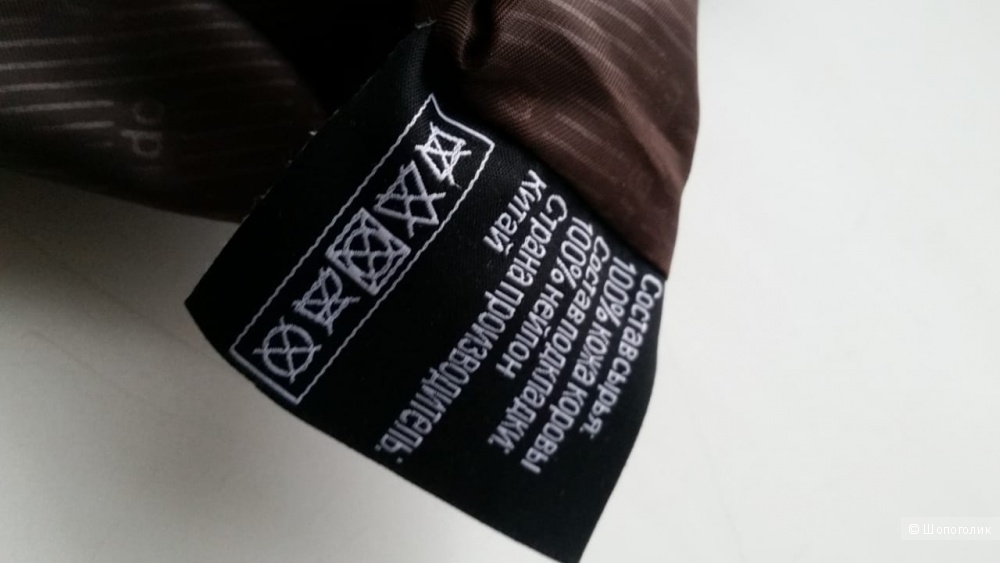 Состав сырья:
100% кожа коровы
Состав подкладки:
100% нейлон
Страна производитель:
Китай
© Шопоголик